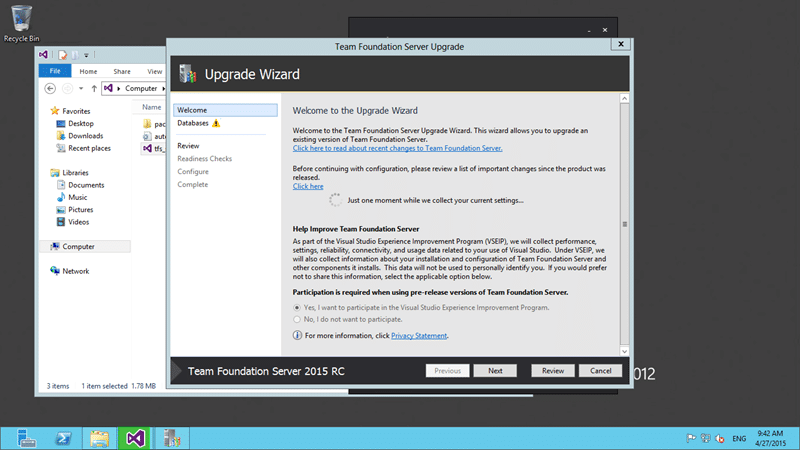 Recycle Bin
File
Home
Share
View
Computer
Favorites
Desktop
Downloads
Recent places
Libraries
Documents
Music
Pictures
Videos
Computer
Network
Name
pac
auto
tfs_
3 items
1 item selected 1.78 MB
Team Foundation Server Upgrade
Upgrade Wizard
Welcome
Databases
Review
Readiness Checks
Configure
Complete
Welcome to the Upgrade Wizard
Welcome to the Team Foundation Server Upgrade Wizard. This wizard allows you to upgrade an
existing version of Team Foundation Server.
Click here to read about recent changes to Team Foundation Server.
Before continuing with configuration, please review a list of important changes since the product was
released.
Click here
Just one moment while we collect your current settings...
Help Improve Team Foundation Server
As part of the Visual Studio Experience Improvement Program (VSEIP), we will collect performance,
settings, reliability, connectivity, and usage data related to your use of Visual Studio. Under VSEIP, we
will also collect information about your installation and configuration of Team Foundation Server and
other components it installs. This data will not be used to personally identify you. If you would prefer
not to share this information, select the applicable option below.
Participation is required when using pre-release versions of Team Foundation Server.
Yes, I want to participate in the Visual Studio Experience Improvement Program.
No, I do not want to participate.
For more information, click Privacy Statement.
Team Foundation Server 2015 RC
Previous
Next
Review
Cancel
012
ENG
9:42 AM
4/27/2015